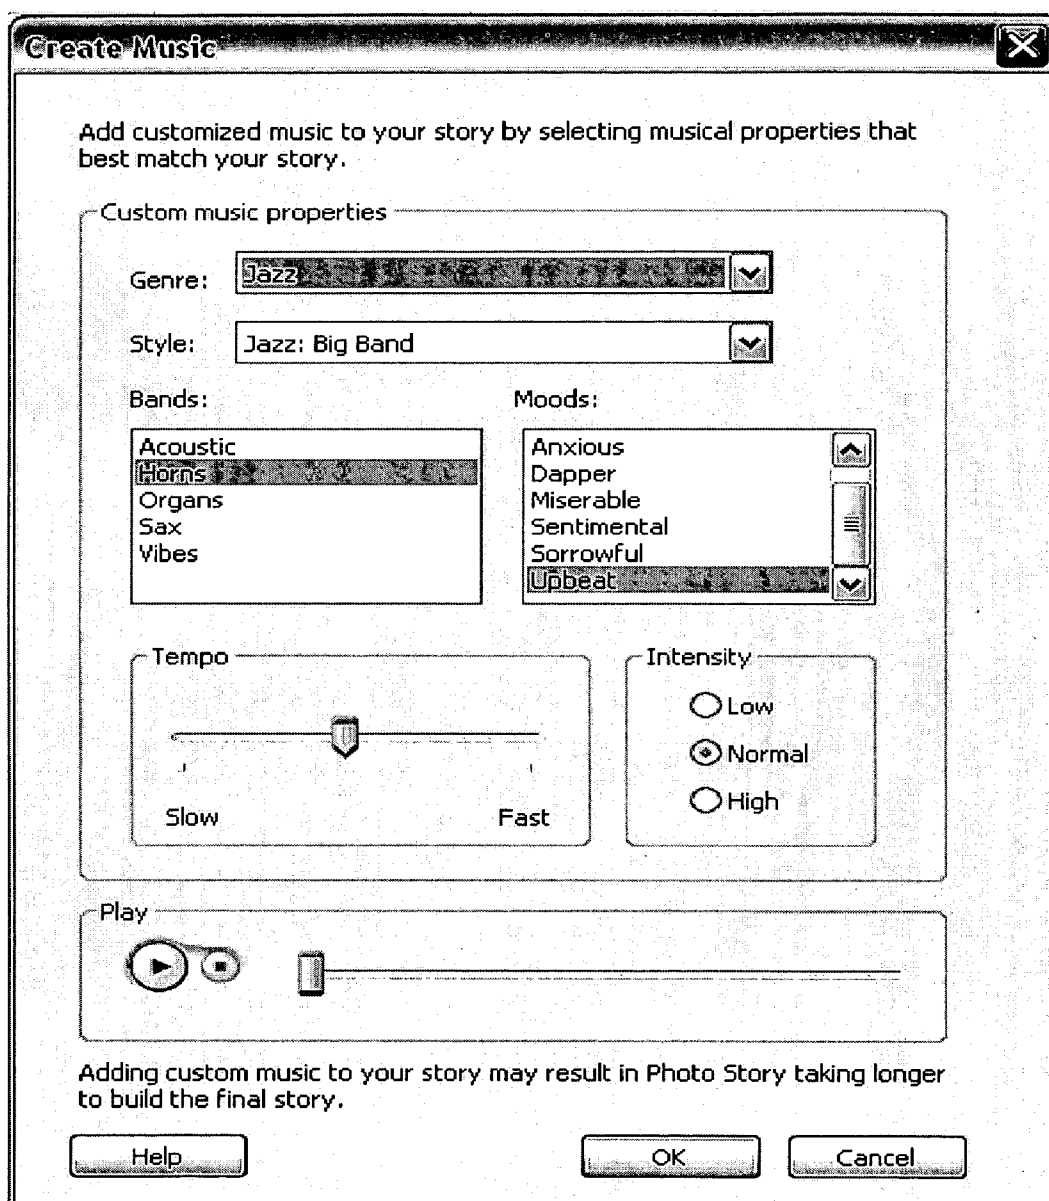 Create Music
Add customized music to your story by selecting musical properties that
best match your story.
Custom music properties
Genre: Jazz
Style: Jazz: Big Band
Bands: Moods:
Acoustic
Horns
Organs
Sax
Vibes
Anxious
Dapper
Miserable
Sentimental
Sorrowful
Upbeat
Tempo
Slow Fast
Intensity
Low
Normal
High
Play
Adding custom music to your story may result in Photo Story taking longer
to build the final story.
Help OK Cancel